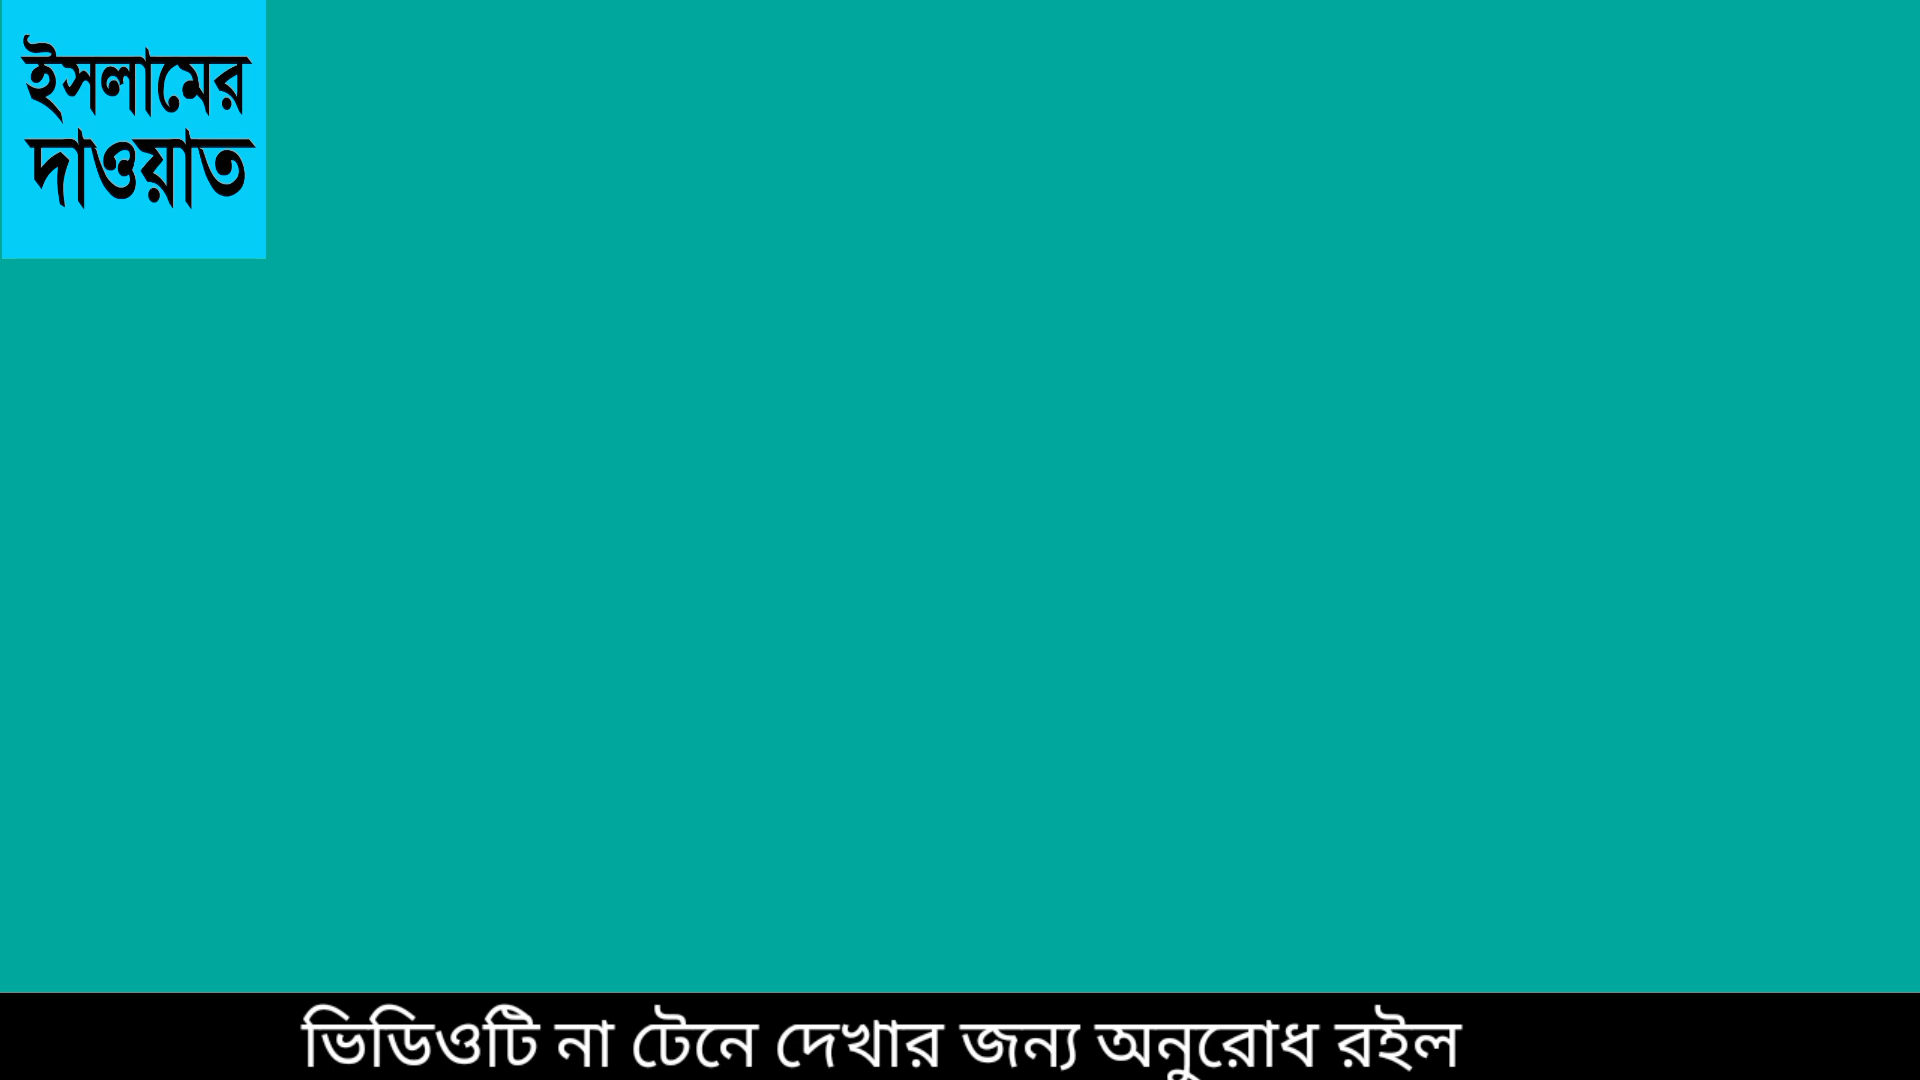 ইসলামের
দাওয়াত
ভিডিওটি না টেনে দেখার জন্য অনুরোধ রইল